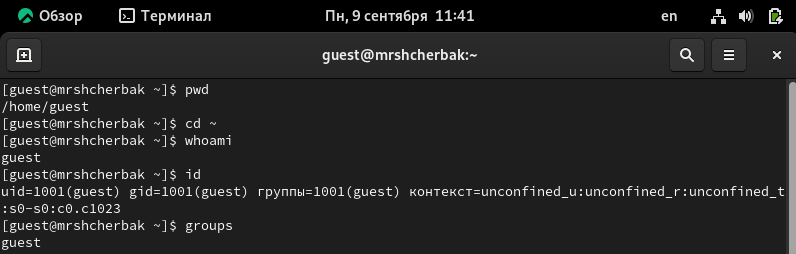 Обзор Терминал Пн, 9 сентября 11:41 en
guest@mrshcherbak:~
[guest@mrshcherbak ~]$ pwd
/home/guest
[guest@mrshcherbak ~]$ cd ~
[guest@mrshcherbak ~]$ whoami
guest
[guest@mrshcherbak ~]$ id
uid=1001(guest) gid=1001(guest) группы=1001(guest) контекст=unconfined_u:unconfined_r:unconfined_t
:s0-s0:c0.c1023
[guest@mrshcherbak ~]$ groups
guest